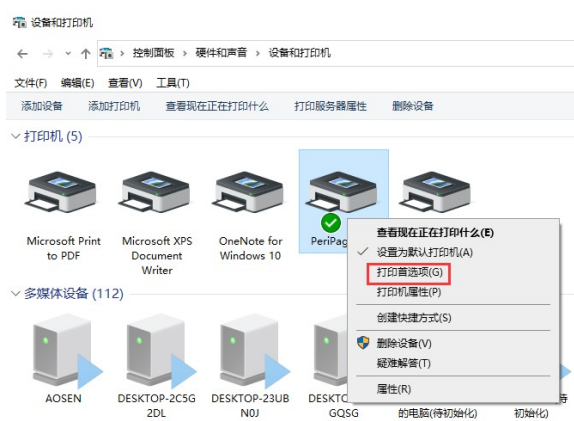 设备和打印机
控制面板 › 硬件和声音 › 设备和打印机
文件(F) 编辑(E) 查看(V) 工具(T)
添加设备 添加打印机 查看现在正在打印什么 打印服务器属性 删除设备
打印机 (5)
Microsoft Print
to PDF
Microsoft XPS
Document
Writer
OneNote for
Windows 10
PeriPag
查看现在正在打印什么(E)
设置为默认打印机(A)
打印首选项(G)
打印机属性(P)
创建快捷方式(S)
删除设备(V)
疑难解答(T)
属性(R)
多媒体设备 (112)
AOSEN
DESKTOP-2C5G
2DL
DESKTOP-23UB
N0J
DESKTO
GQSG
的电脑(待初始化)
待
初始化)